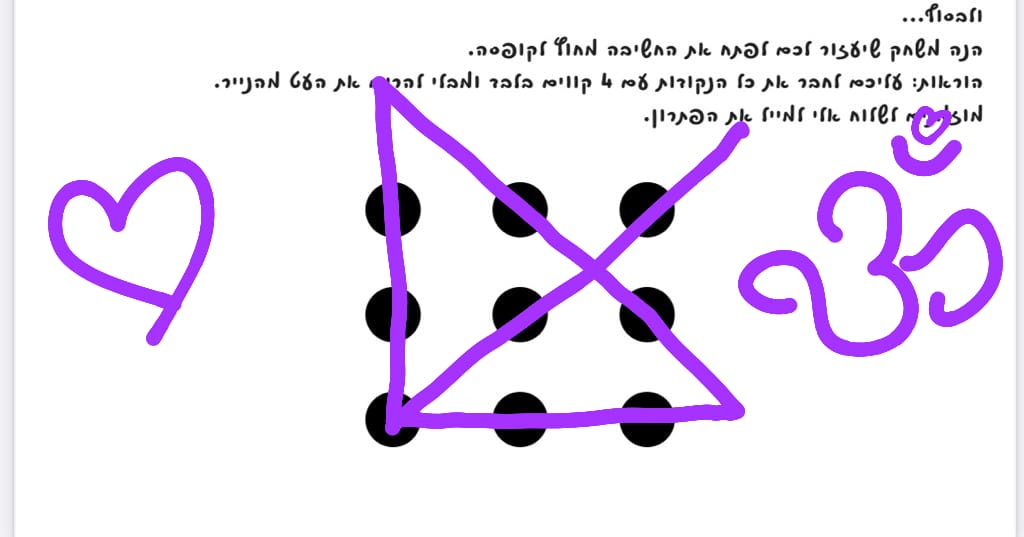 ולבסוף...
הנה משחק שיעזור לכם לפתח את החשיבה מחוץ לקופסה.
הוראות: עליכם לחבר את כל הנקודות עם 4 קווים בלבד ומבלי להרים את העט מהנייר.
מוזמנים לשלוח אלי למייל את הפתרון.
ॐ